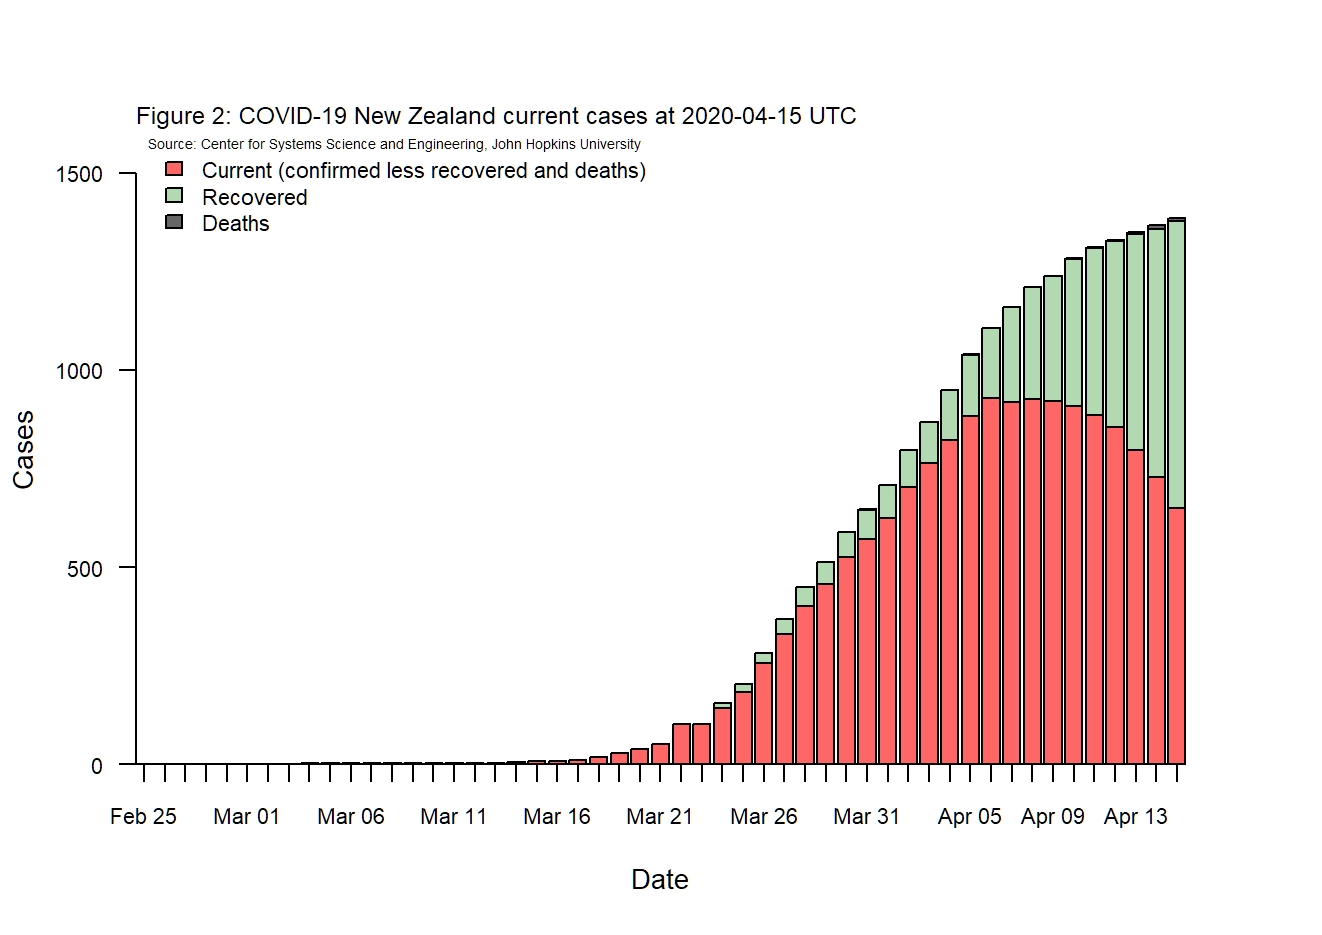 Figure 2: COVID-19 New Zealand current cases at 2020-04-15 UTC
Source: Center for Systems Science and Engineering, John Hopkins University
Current (confirmed less recovered and deaths)
Recovered
Deaths
1500
1000
500
0
Cases
Feb 25 Mar 01 Mar 06 Mar 11 Mar 16 Mar 21 Mar 26 Mar 31 Apr 05 Apr 09 Apr 13
Date